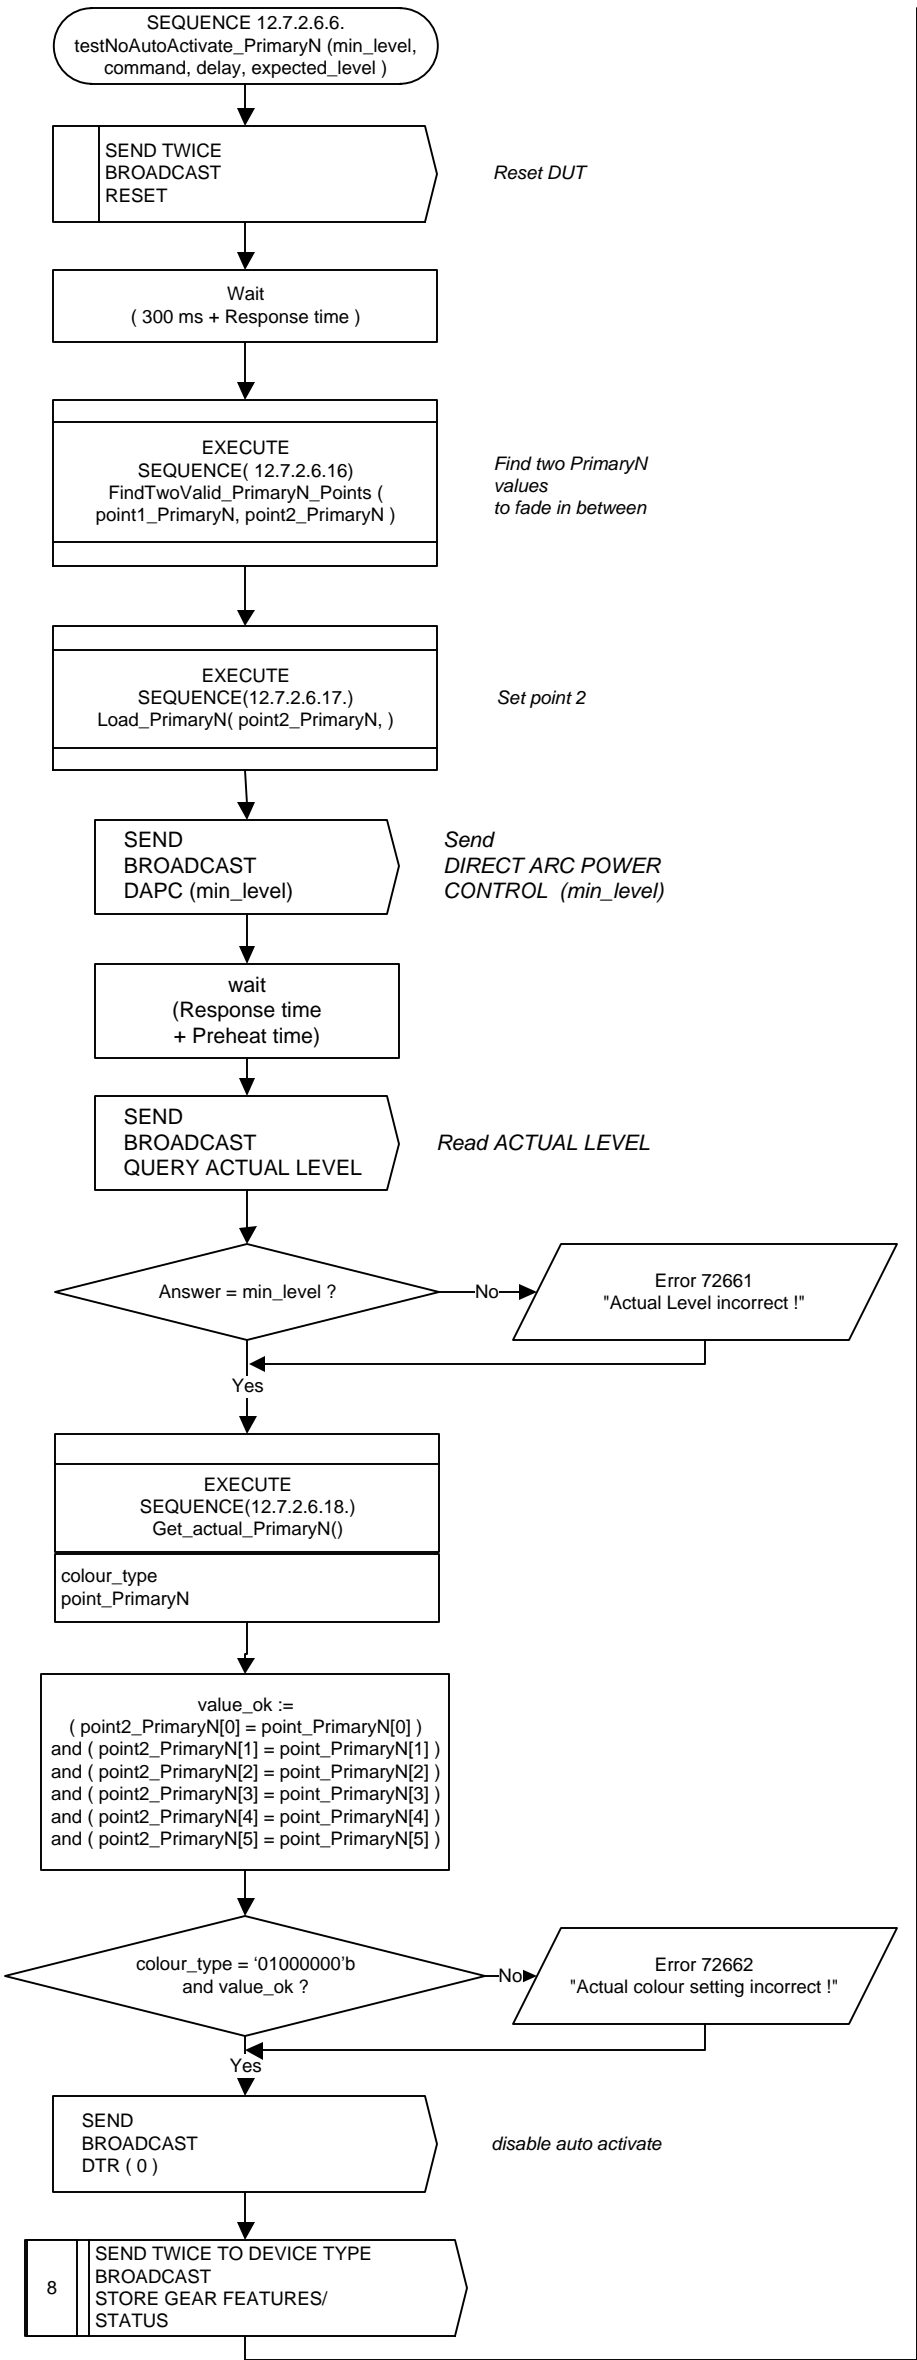 SEQUENCE 12.7.2.6.6.
testNoAutoActivate_PrimaryN (min_level,
command, delay, expected_level )
SEND TWICE
BROADCAST
RESET
Reset DUT
Wait
( 300 ms + Response time )
EXECUTE
SEQUENCE( 12.7.2.6.16)
FindTwoValid_PrimaryN_Points (
point1_PrimaryN, point2_PrimaryN )
Find two PrimaryN
values
to fade in between
EXECUTE
SEQUENCE(12.7.2.6.17.)
Load_PrimaryN( point2_PrimaryN, )
Set point 2
SEND
BROADCAST
DAPC (min_level)
Send
DIRECT ARC POWER
CONTROL (min_level)
wait
(Response time
+ Preheat time)
SEND
BROADCAST
QUERY ACTUAL LEVEL
Read ACTUAL LEVEL
Answer = min_level ?
No
Error 72661
"Actual Level incorrect !"
Yes
EXECUTE
SEQUENCE(12.7.2.6.18.)
Get_actual_PrimaryN()
colour_type
point_PrimaryN
value_ok :=
( point2_PrimaryN[0] = point_PrimaryN[0] )
and ( point2_PrimaryN[1] = point_PrimaryN[1] )
and ( point2_PrimaryN[2] = point_PrimaryN[2] )
and ( point2_PrimaryN[3] = point_PrimaryN[3] )
and ( point2_PrimaryN[4] = point_PrimaryN[4] )
and ( point2_PrimaryN[5] = point_PrimaryN[5] )
colour_type = ‘01000000’b
and value_ok ?
No
Error 72662
"Actual colour setting incorrect !"
Yes
SEND
BROADCAST
DTR ( 0 )
disable auto activate
8
SEND TWICE TO DEVICE TYPE
BROADCAST
STORE GEAR FEATURES/
STATUS